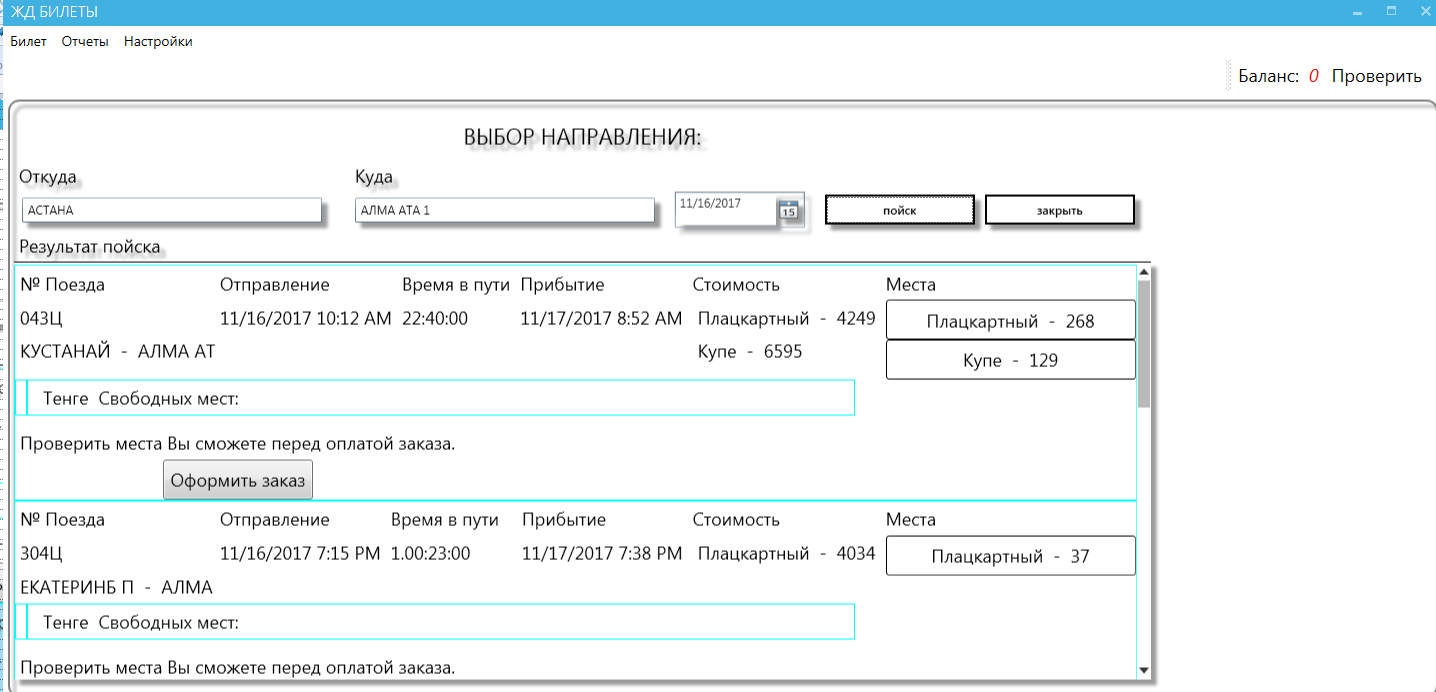 ЖД БИЛЕТЫ
Билет Отчеты Настройки
Баланс: 0 Проверить
ВЫБОР НАПРАВЛЕНИЯ:
Откуда Куда
АСТАНА АЛМА АТА 1 11/16/2017 15 пойск закрыть
Результат пойска
№ Поезда Отправление Время в пути Прибытие Стоимость Места
043Ц 11/16/2017 10:12 AM 22:40:00 11/17/2017 8:52 AM Плацкартный - 4249 Плацкартный - 268
КУСТАНАЙ - АЛМА АТ Купе - 6595 Купе - 129
Тенге Свободных мест:
Проверить места Вы сможете перед оплатой заказа.
Оформить заказ
№ Поезда Отправление Время в пути Прибытие Стоимость Места
304Ц 11/16/2017 7:15 PM 1.00:23:00 11/17/2017 7:38 PM Плацкартный - 4034 Плацкартный - 37
ЕКАТЕРИНБ П - АЛМА
Тенге Свободных мест:
Проверить места Вы сможете перед оплатой заказа.